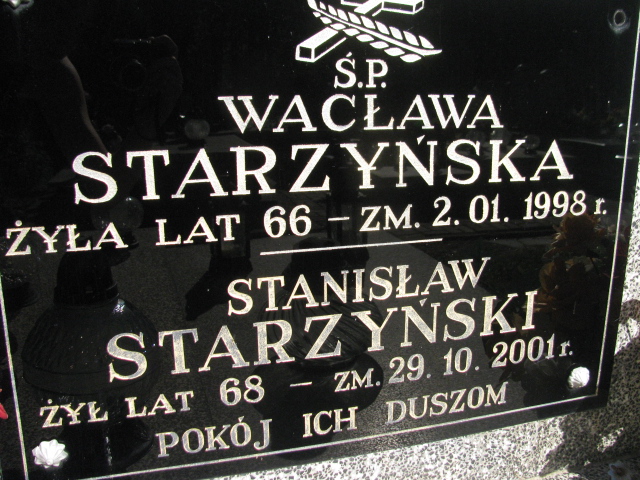 Ś.P.
WACŁAWA
STARZYŃSKA
ŻYŁA LAT 66 – ZM. 2.01.1998 r.
STANISŁAW
STARZYŃSKI
ŻYŁ LAT 68 – ZM. 29.10.2001 r.
POKÓJ ICH DUSZOM